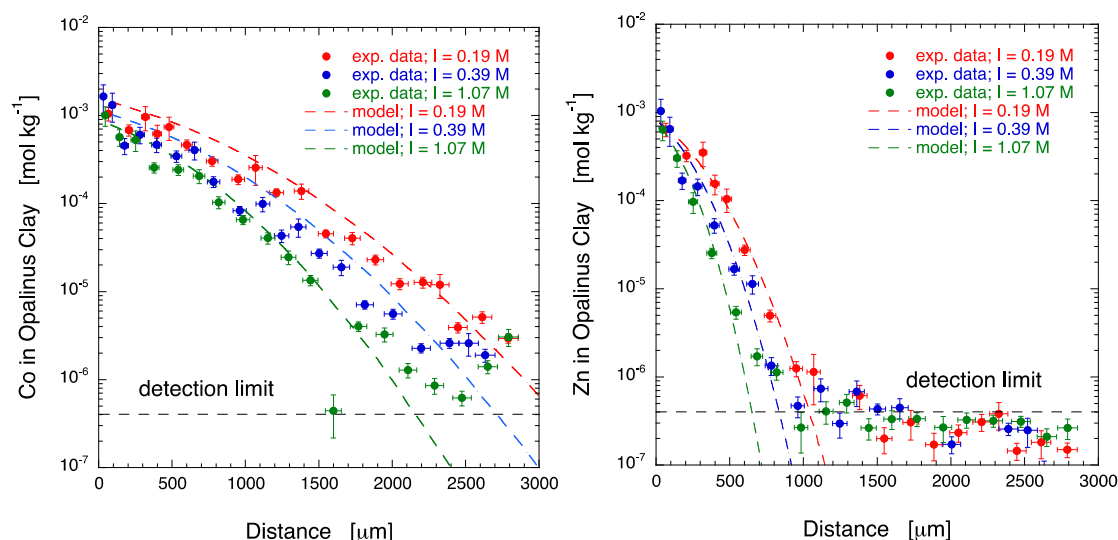 Co in Opalinus Clay [mol kg⁻¹]
10⁻²
10⁻³
10⁻⁴
10⁻⁵
10⁻⁶
10⁻⁷
exp. data; I = 0.19 M
exp. data; I = 0.39 M
exp. data; I = 1.07 M
model; I = 0.19 M
model; I = 0.39 M
model; I = 1.07 M
detection limit
0 500 1000 1500 2000 2500 3000
Distance [µm]
Zn in Opalinus Clay [mol kg⁻¹]
10⁻²
10⁻³
10⁻⁴
10⁻⁵
10⁻⁶
10⁻⁷
exp. data; I = 0.19 M
exp. data; I = 0.39 M
exp. data; I = 1.07 M
model; I = 0.19 M
model; I = 0.39 M
model; I = 1.07 M
detection limit
0 500 1000 1500 2000 2500 3000
Distance [µm]